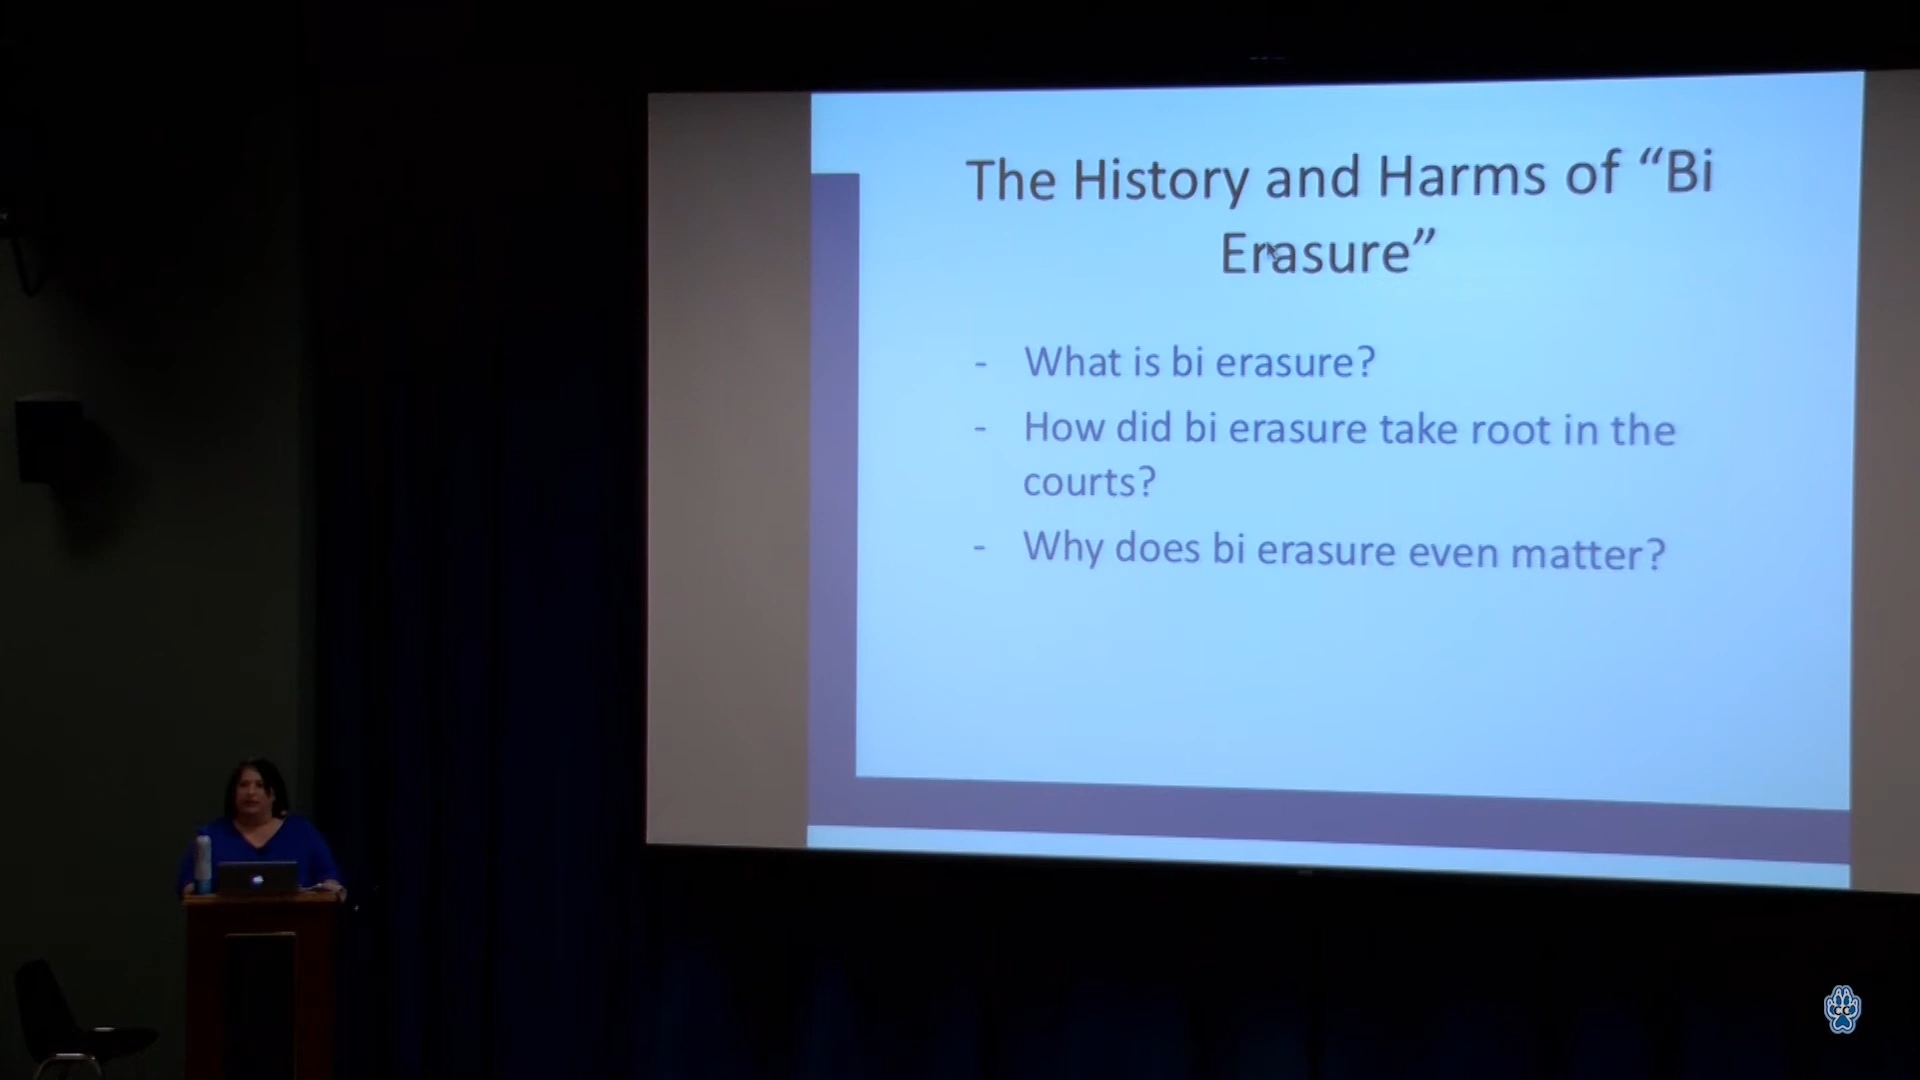 The History and Harms of “Bi
Erasure”
- What is bi erasure?
- How did bi erasure take root in the
courts?
- Why does bi erasure even matter?
CC